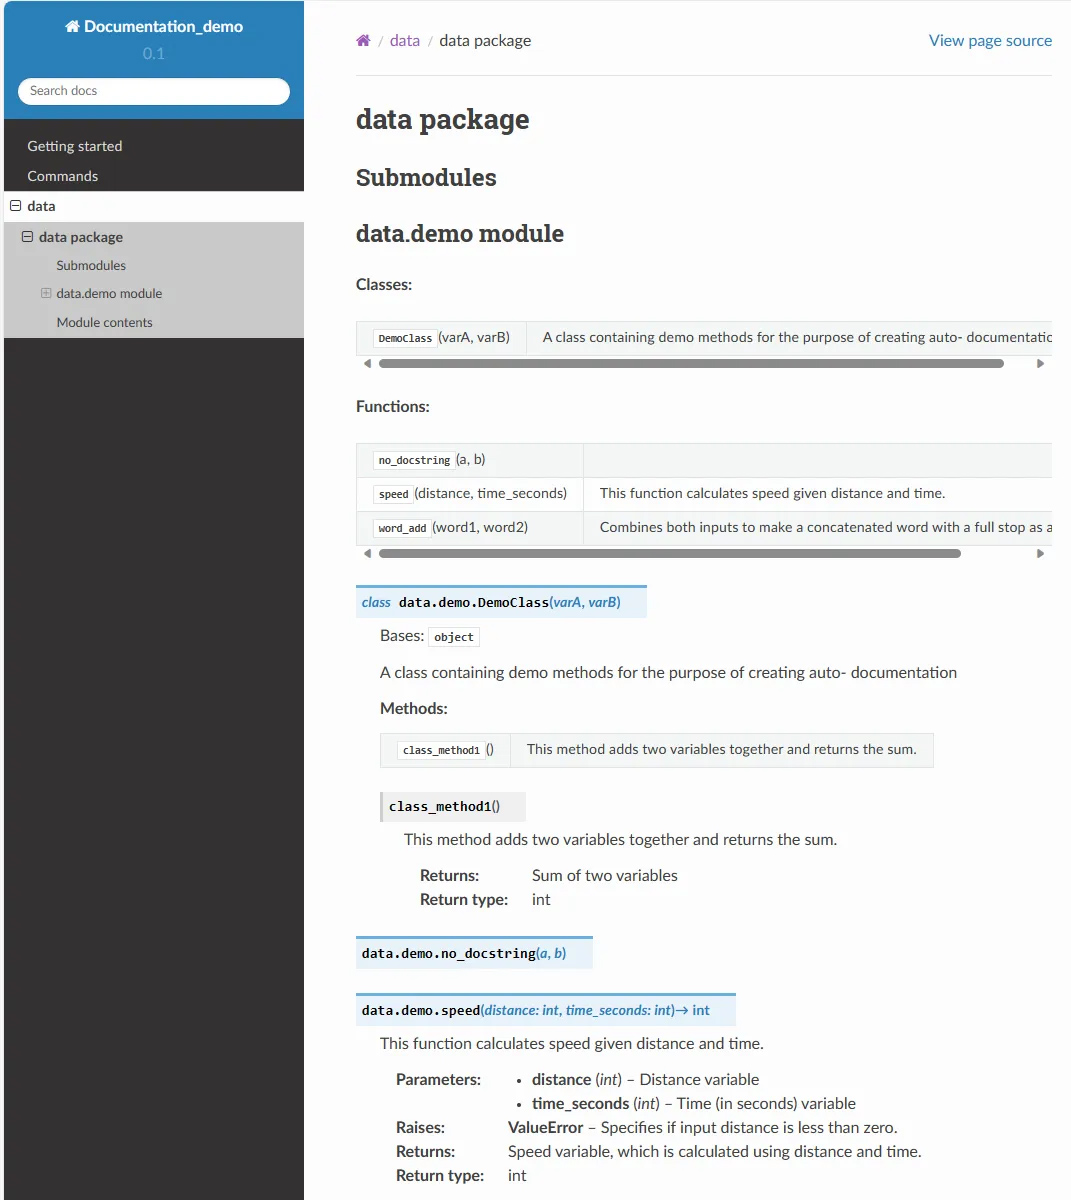 Documentation_demo
0.1
Search docs
Getting started
Commands
data
data package
Submodules
data.demo module
Module contents
/ data / data package
View page source
data package
Submodules
data.demo module
Classes:
DemoClass(varA, varB) A class containing demo methods for the purpose of creating auto- documentatio
Functions:
no_docstring(a, b)
speed(distance, time_seconds) This function calculates speed given distance and time.
word_add(word1, word2) Combines both inputs to make a concatenated word with a full stop as a
class data.demo.DemoClass(varA, varB)
Bases: object
A class containing demo methods for the purpose of creating auto- documentation
Methods:
class_method1() This method adds two variables together and returns the sum.
class_method1()
This method adds two variables together and returns the sum.
Returns: Sum of two variables
Return type: int
data.demo.no_docstring(a, b)
data.demo.speed(distance: int, time_seconds: int)→ int
This function calculates speed given distance and time.
Parameters: • distance (int) – Distance variable
• time_seconds (int) – Time (in seconds) variable
Raises: ValueError – Specifies if input distance is less than zero.
Returns: Speed variable, which is calculated using distance and time.
Return type: int